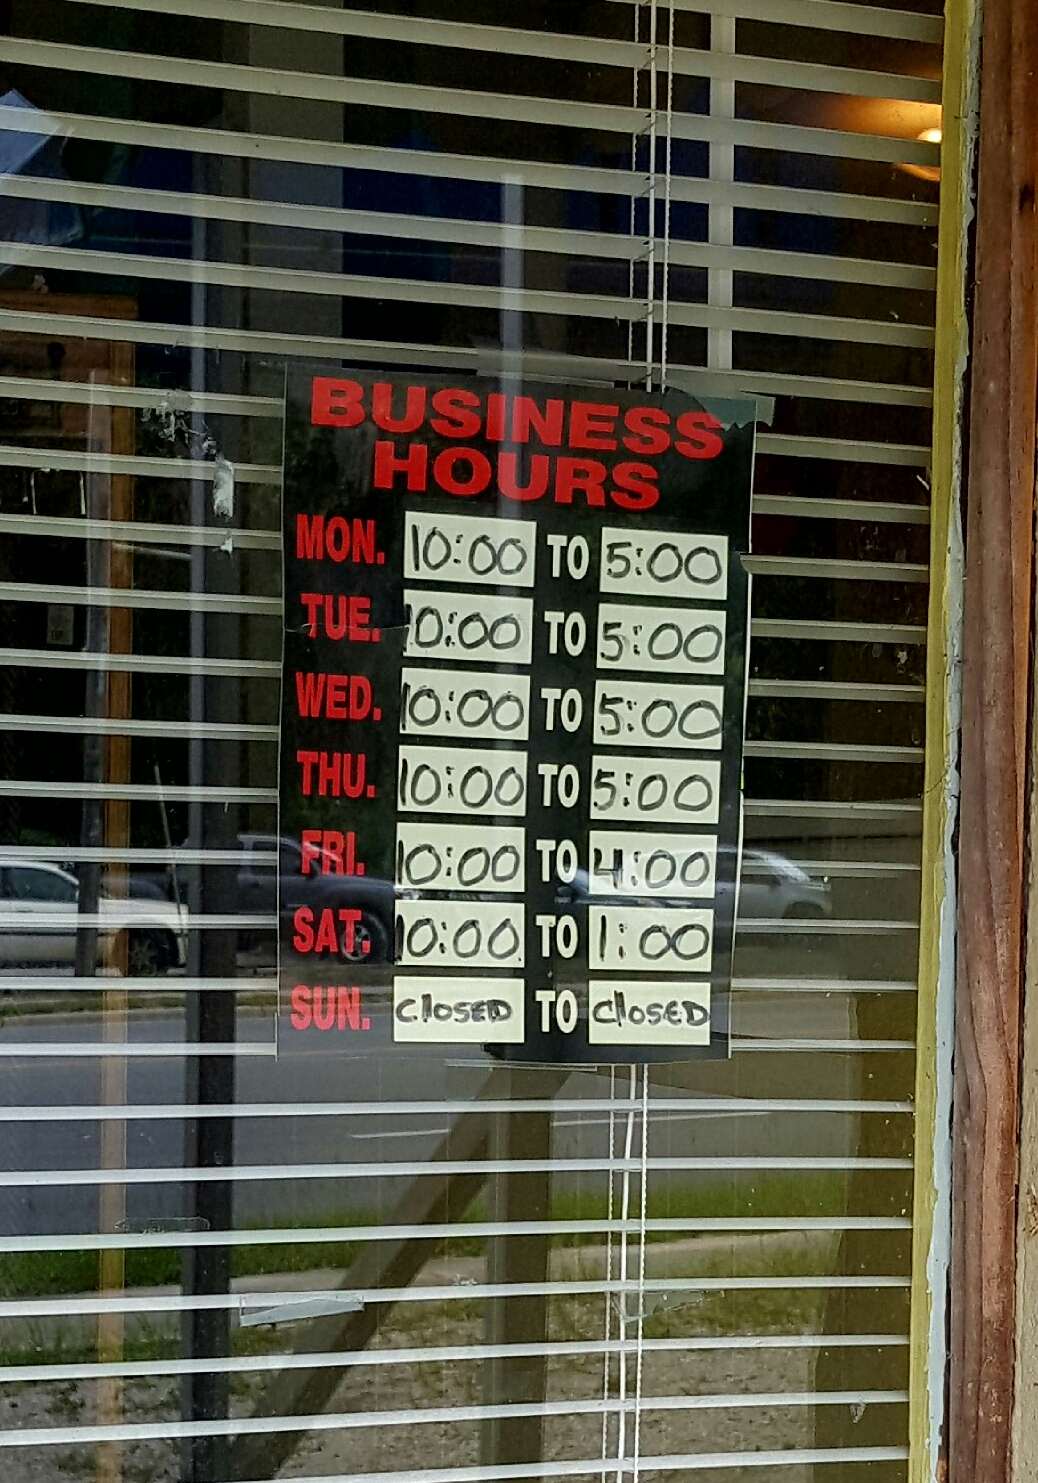 BUSINESS
HOURS
MON. 10:00 TO 5:00
TUE. 10:00 TO 5:00
WED. 10:00 TO 5:00
THU. 10:00 TO 5:00
FRI. 10:00 TO 4:00
SAT. 10:00 TO 1:00
SUN. ClOSED TO ClOSED